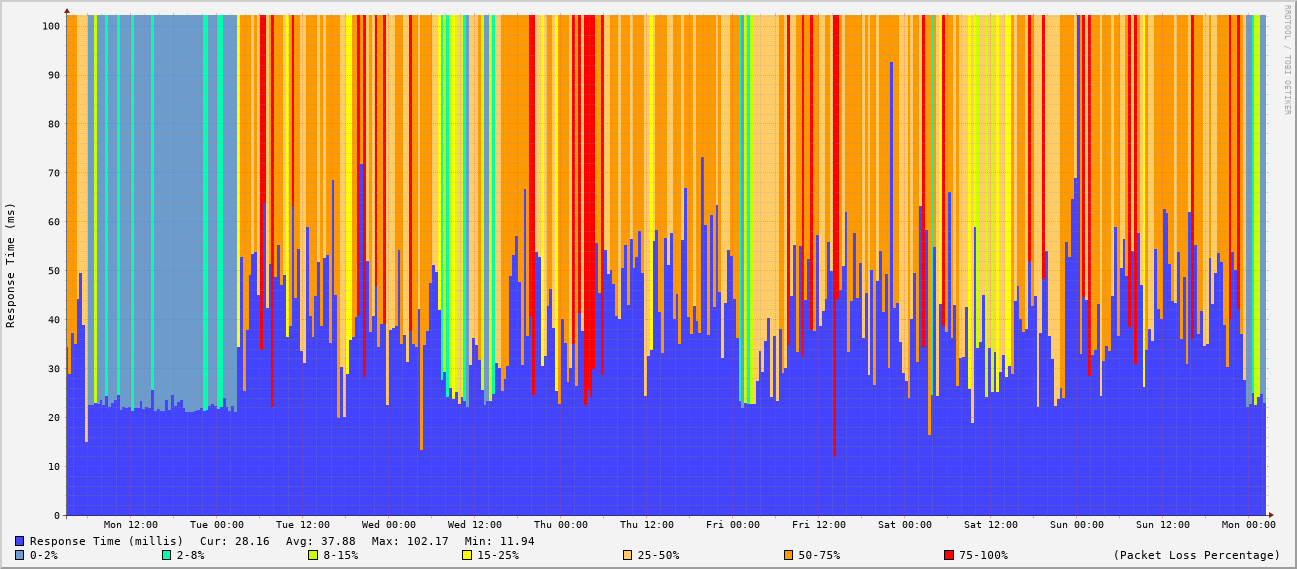 RRDTOOL / TOBI OETIKER
Response Time (ms)
100
90
80
70
60
50
40
30
20
10
0
Mon 12:00 Tue 00:00 Tue 12:00 Wed 00:00 Wed 12:00 Thu 00:00 Thu 12:00 Fri 00:00 Fri 12:00 Sat 00:00 Sat 12:00 Sun 00:00 Sun 12:00 Mon 00:00
Response Time (millis) Cur: 28.16 Avg: 37.88 Max: 102.17 Min: 11.94
0-2% 2-8% 8-15% 15-25% 25-50% 50-75% 75-100% (Packet Loss Percentage)